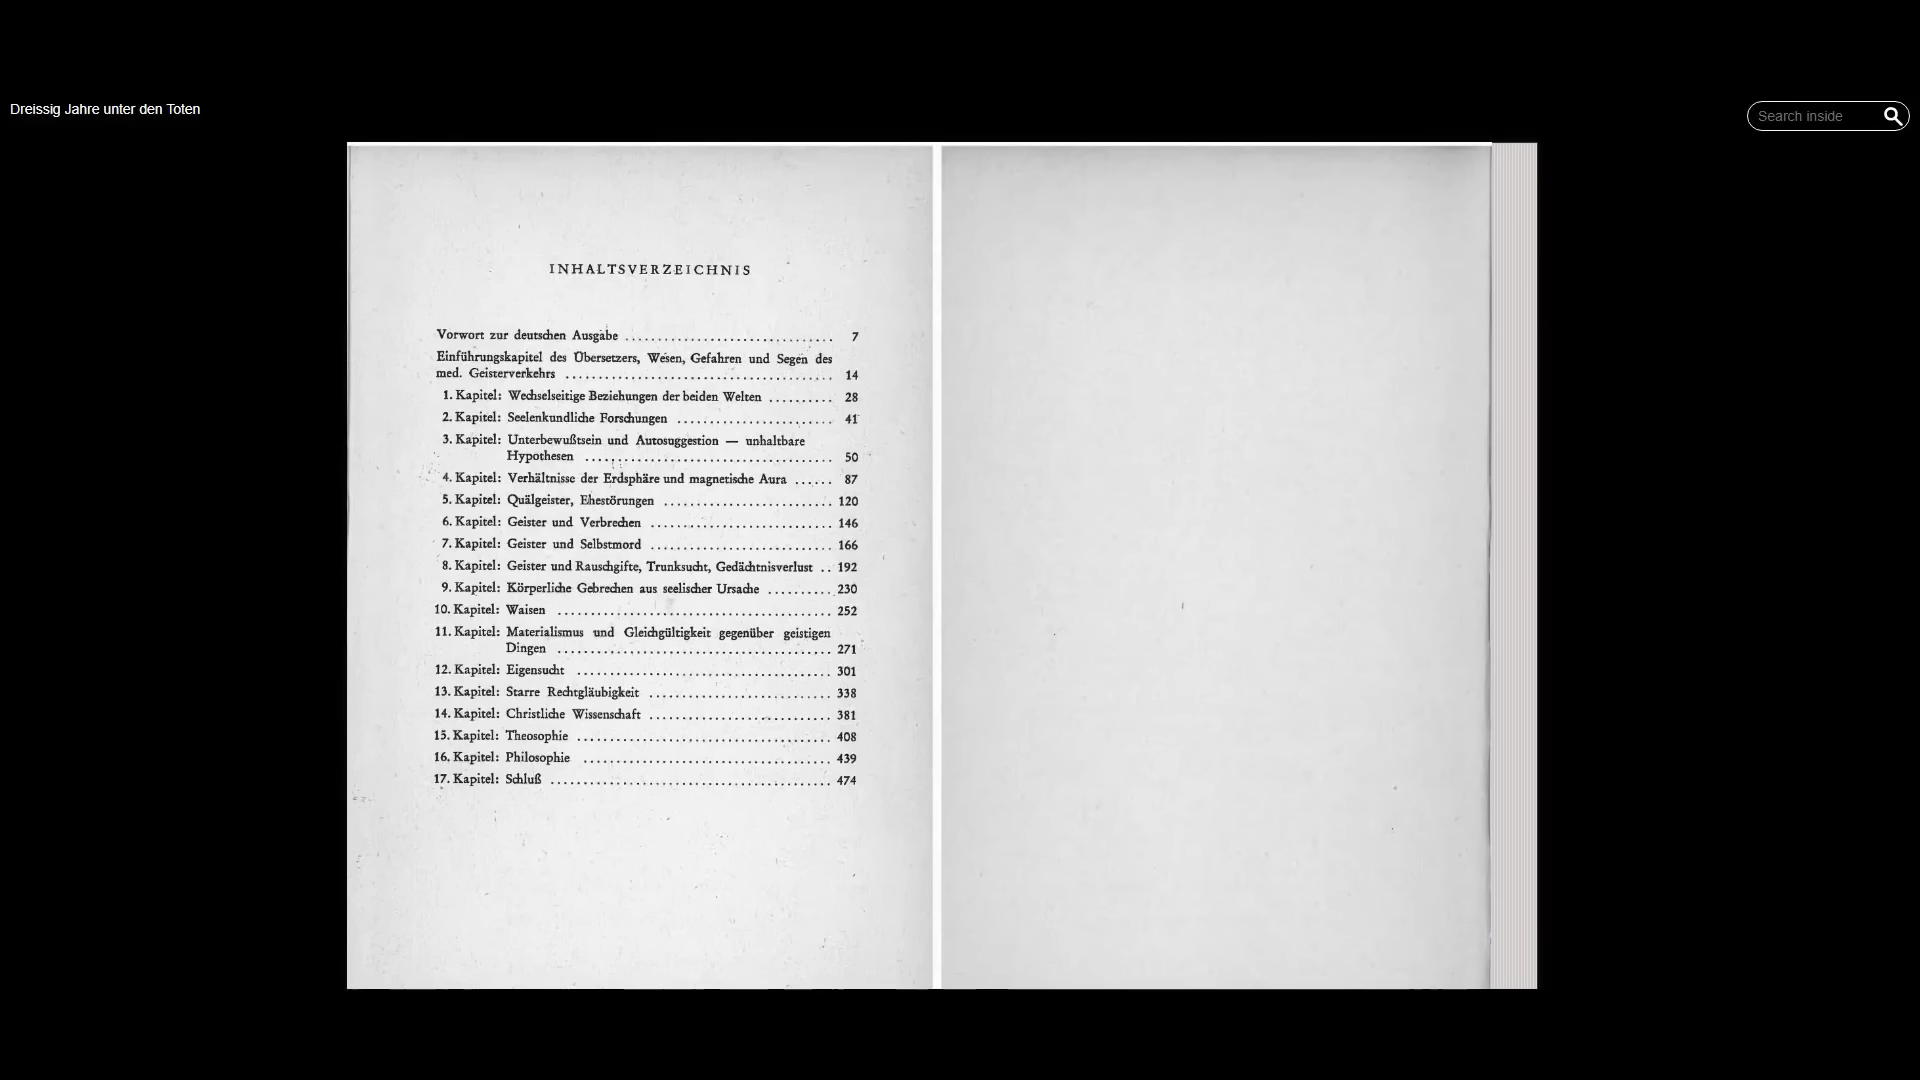 Dreissig Jahre unter den Toten
Search inside
INHALTSVERZEICHNIS
Vorwort zur deutschen Ausgabe ............................... 7
Einführungskapitel des Übersetzers, Wesen, Gefahren und Segen des
med. Geisterverkehrs ........................................ 14
1. Kapitel: Wechselseitige Beziehungen der beiden Welten .......... 28
2. Kapitel: Seelenkundliche Forschungen ....................... 41
3. Kapitel: Unterbewußtsein und Autosuggestion — unhaltbare
Hypothesen ..................................... 50
4. Kapitel: Verhältnisse der Erdsphäre und magnetische Aura ...... 87
5. Kapitel: Quälgeister, Ehestörungen ......................... 120
6. Kapitel: Geister und Verbrechen ........................... 146
7. Kapitel: Geister und Selbstmord ........................... 166
8. Kapitel: Geister und Rauschgifte, Trunksucht, Gedächtnisverlust .. 192
9. Kapitel: Körperliche Gebrechen aus seelischer Ursache .......... 230
10. Kapitel: Waisen ......................................... 252
11. Kapitel: Materialismus und Gleichgültigkeit gegenüber geistigen
Dingen ......................................... 271
12. Kapitel: Eigensucht ...................................... 301
13. Kapitel: Starre Rechtgläubigkeit ........................... 338
14. Kapitel: Christliche Wissenschaft ........................... 381
15. Kapitel: Theosophie ...................................... 408
16. Kapitel: Philosophie ..................................... 439
17. Kapitel: Schluß .......................................... 474